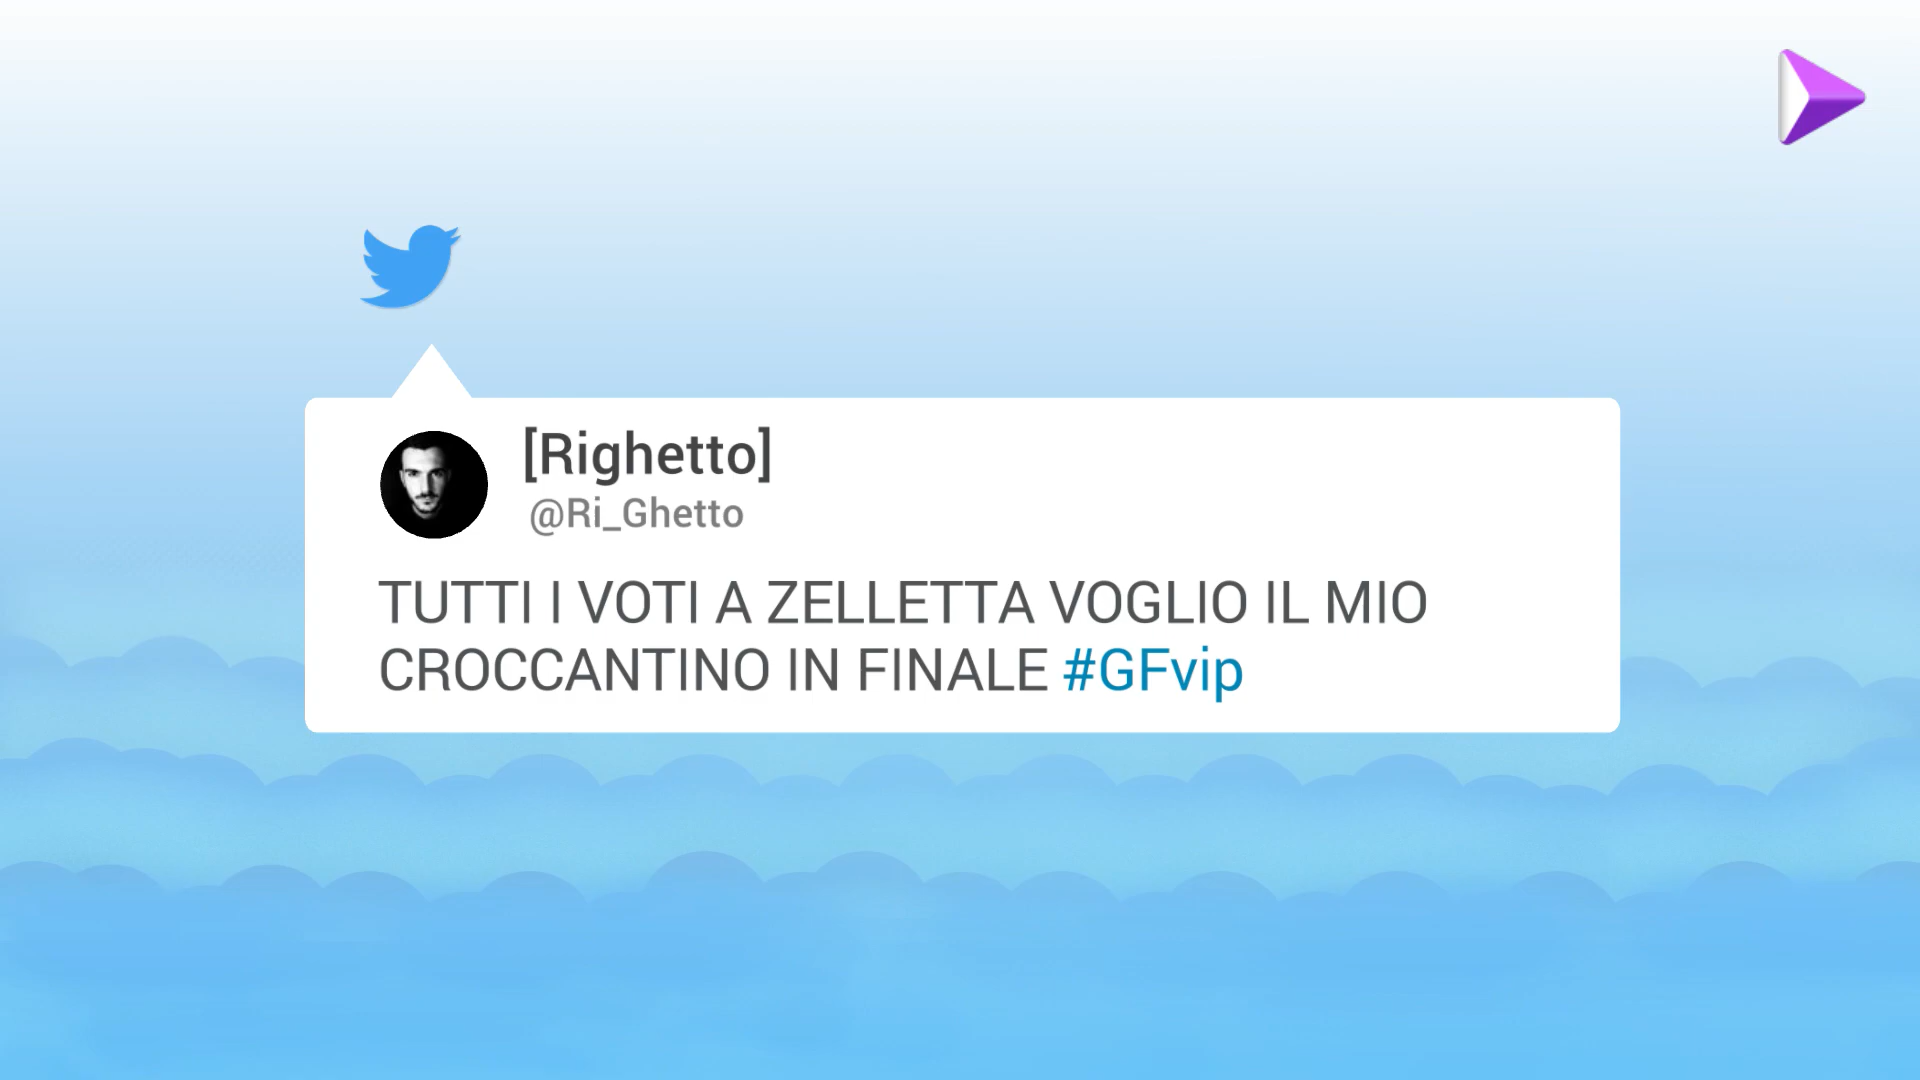 [Righetto]
@Ri_Ghetto
TUTTI I VOTI A ZELLETTA VOGLIO IL MIO
CROCCANTINO IN FINALE #GFvip